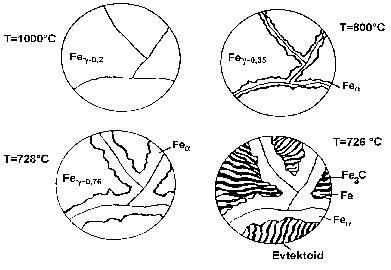 T=1000°C
Feγ-0,2
T=800°C
Feγ-0,35
Feα
T=728°C
Feγ-0,76
Feα
T=726 °C
Fe3C
Fe
Feα
Evtektoid